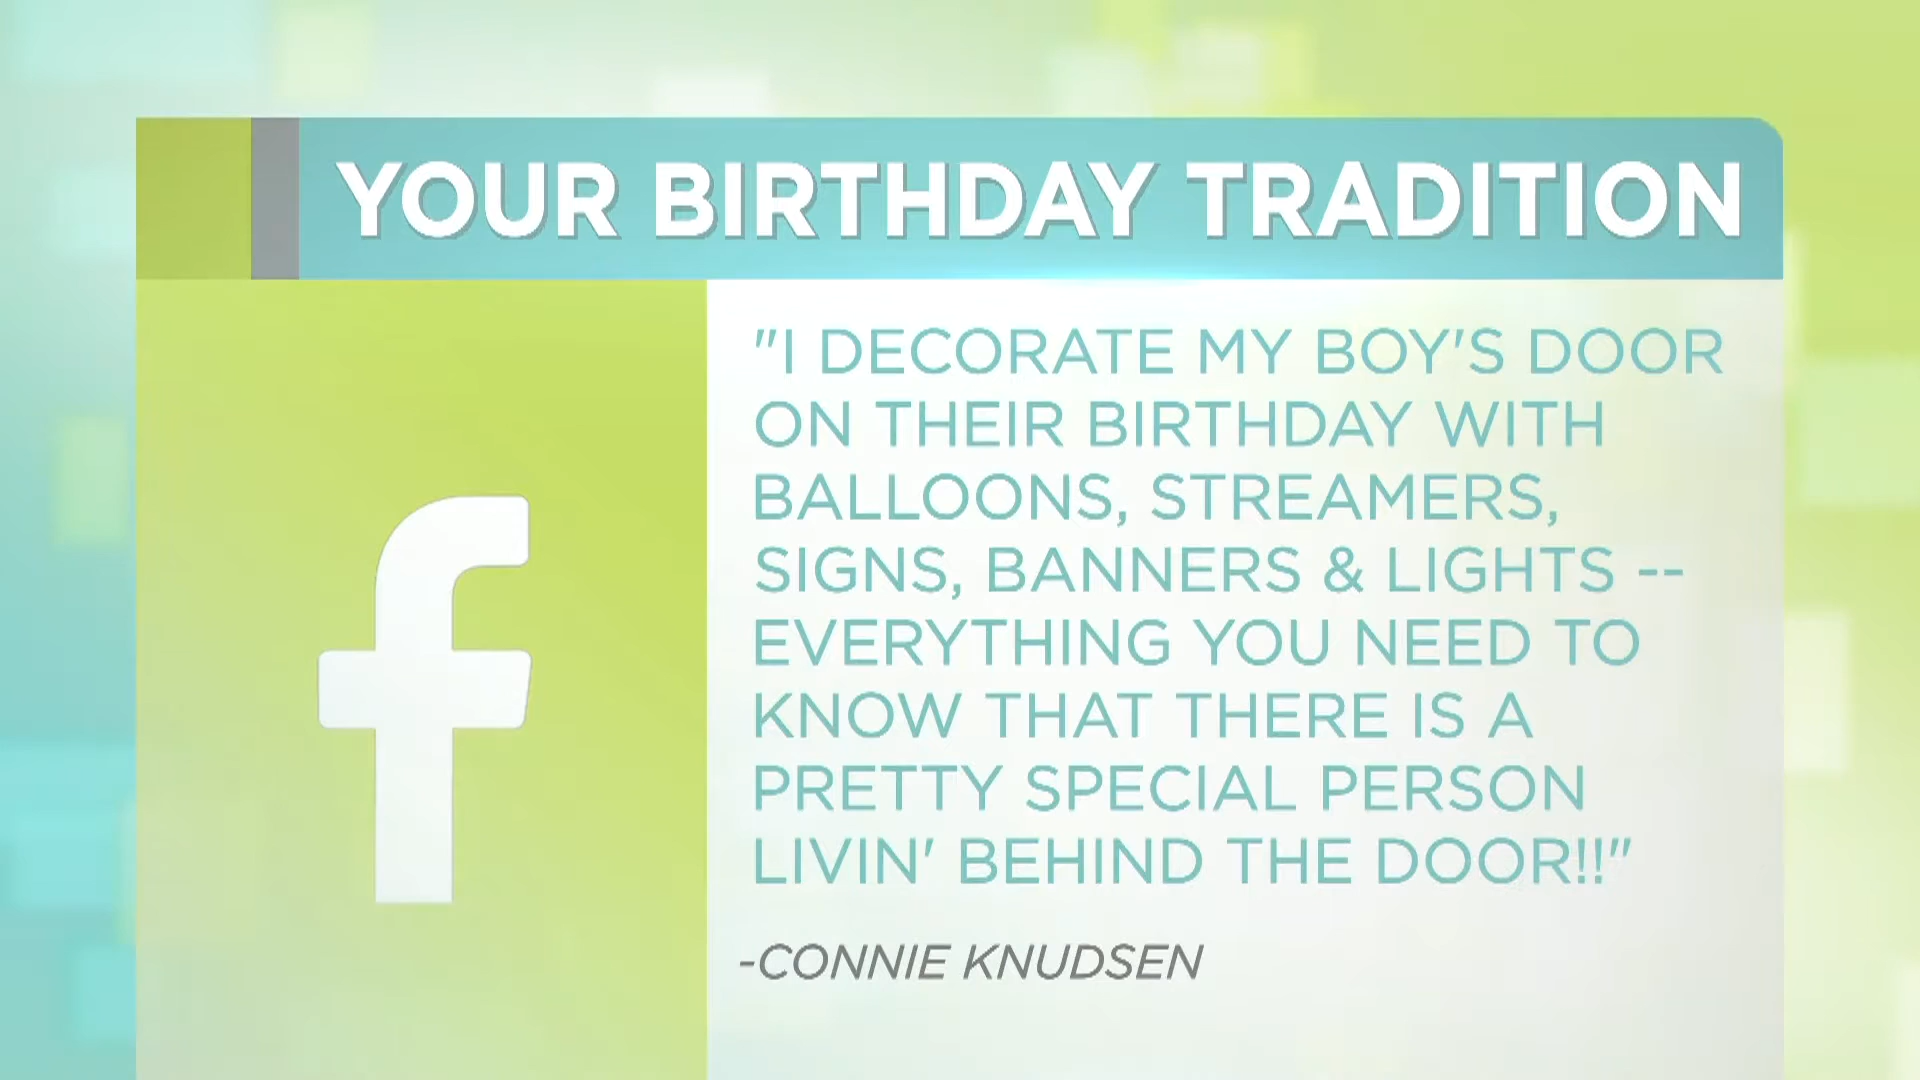 YOUR BIRTHDAY TRADITION
f
"I DECORATE MY BOY'S DOOR
ON THEIR BIRTHDAY WITH
BALLOONS, STREAMERS,
SIGNS, BANNERS & LIGHTS --
EVERYTHING YOU NEED TO
KNOW THAT THERE IS A
PRETTY SPECIAL PERSON
LIVIN' BEHIND THE DOOR!!"
-CONNIE KNUDSEN